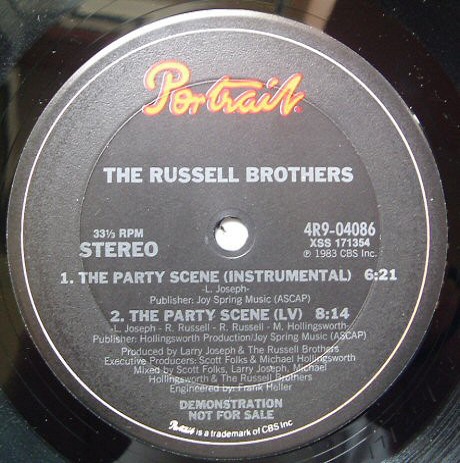 Portrait
THE RUSSELL BROTHERS
33⅓ RPM
STEREO
4R9-04086
XSS 171354
℗ 1983 CBS Inc.
1. THE PARTY SCENE (INSTRUMENTAL) 6:21
-L. Joseph-
Publisher: Joy Spring Music (ASCAP)
2. THE PARTY SCENE (LV) 8:14
-L. Joseph - R. Russell - R. Russell - M. Hollingsworth-
Publisher: Hollingsworth Production/Joy Spring Music(ASCAP)
Produced by Larry Joseph & The Russell Brothers
Executive Producers: Scott Folks & Michael Hollingsworth
Mixed by Scott Folks, Larry Joseph, Michael
Hollingsworth & The Russell Brothers
Engineered by: Frank Heller
DEMONSTRATION
NOT FOR SALE
Portrait is a trademark of CBS Inc